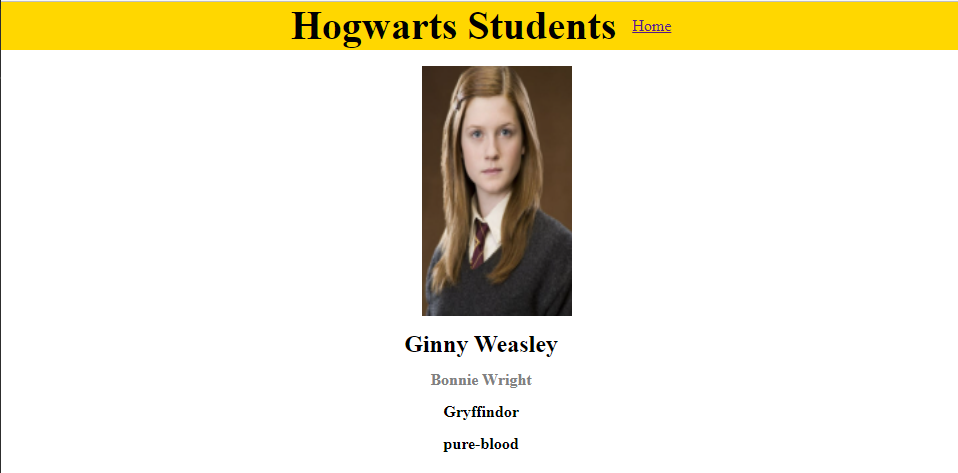 Hogwarts Students Home
Ginny Weasley
Bonnie Wright
Gryffindor
pure-blood